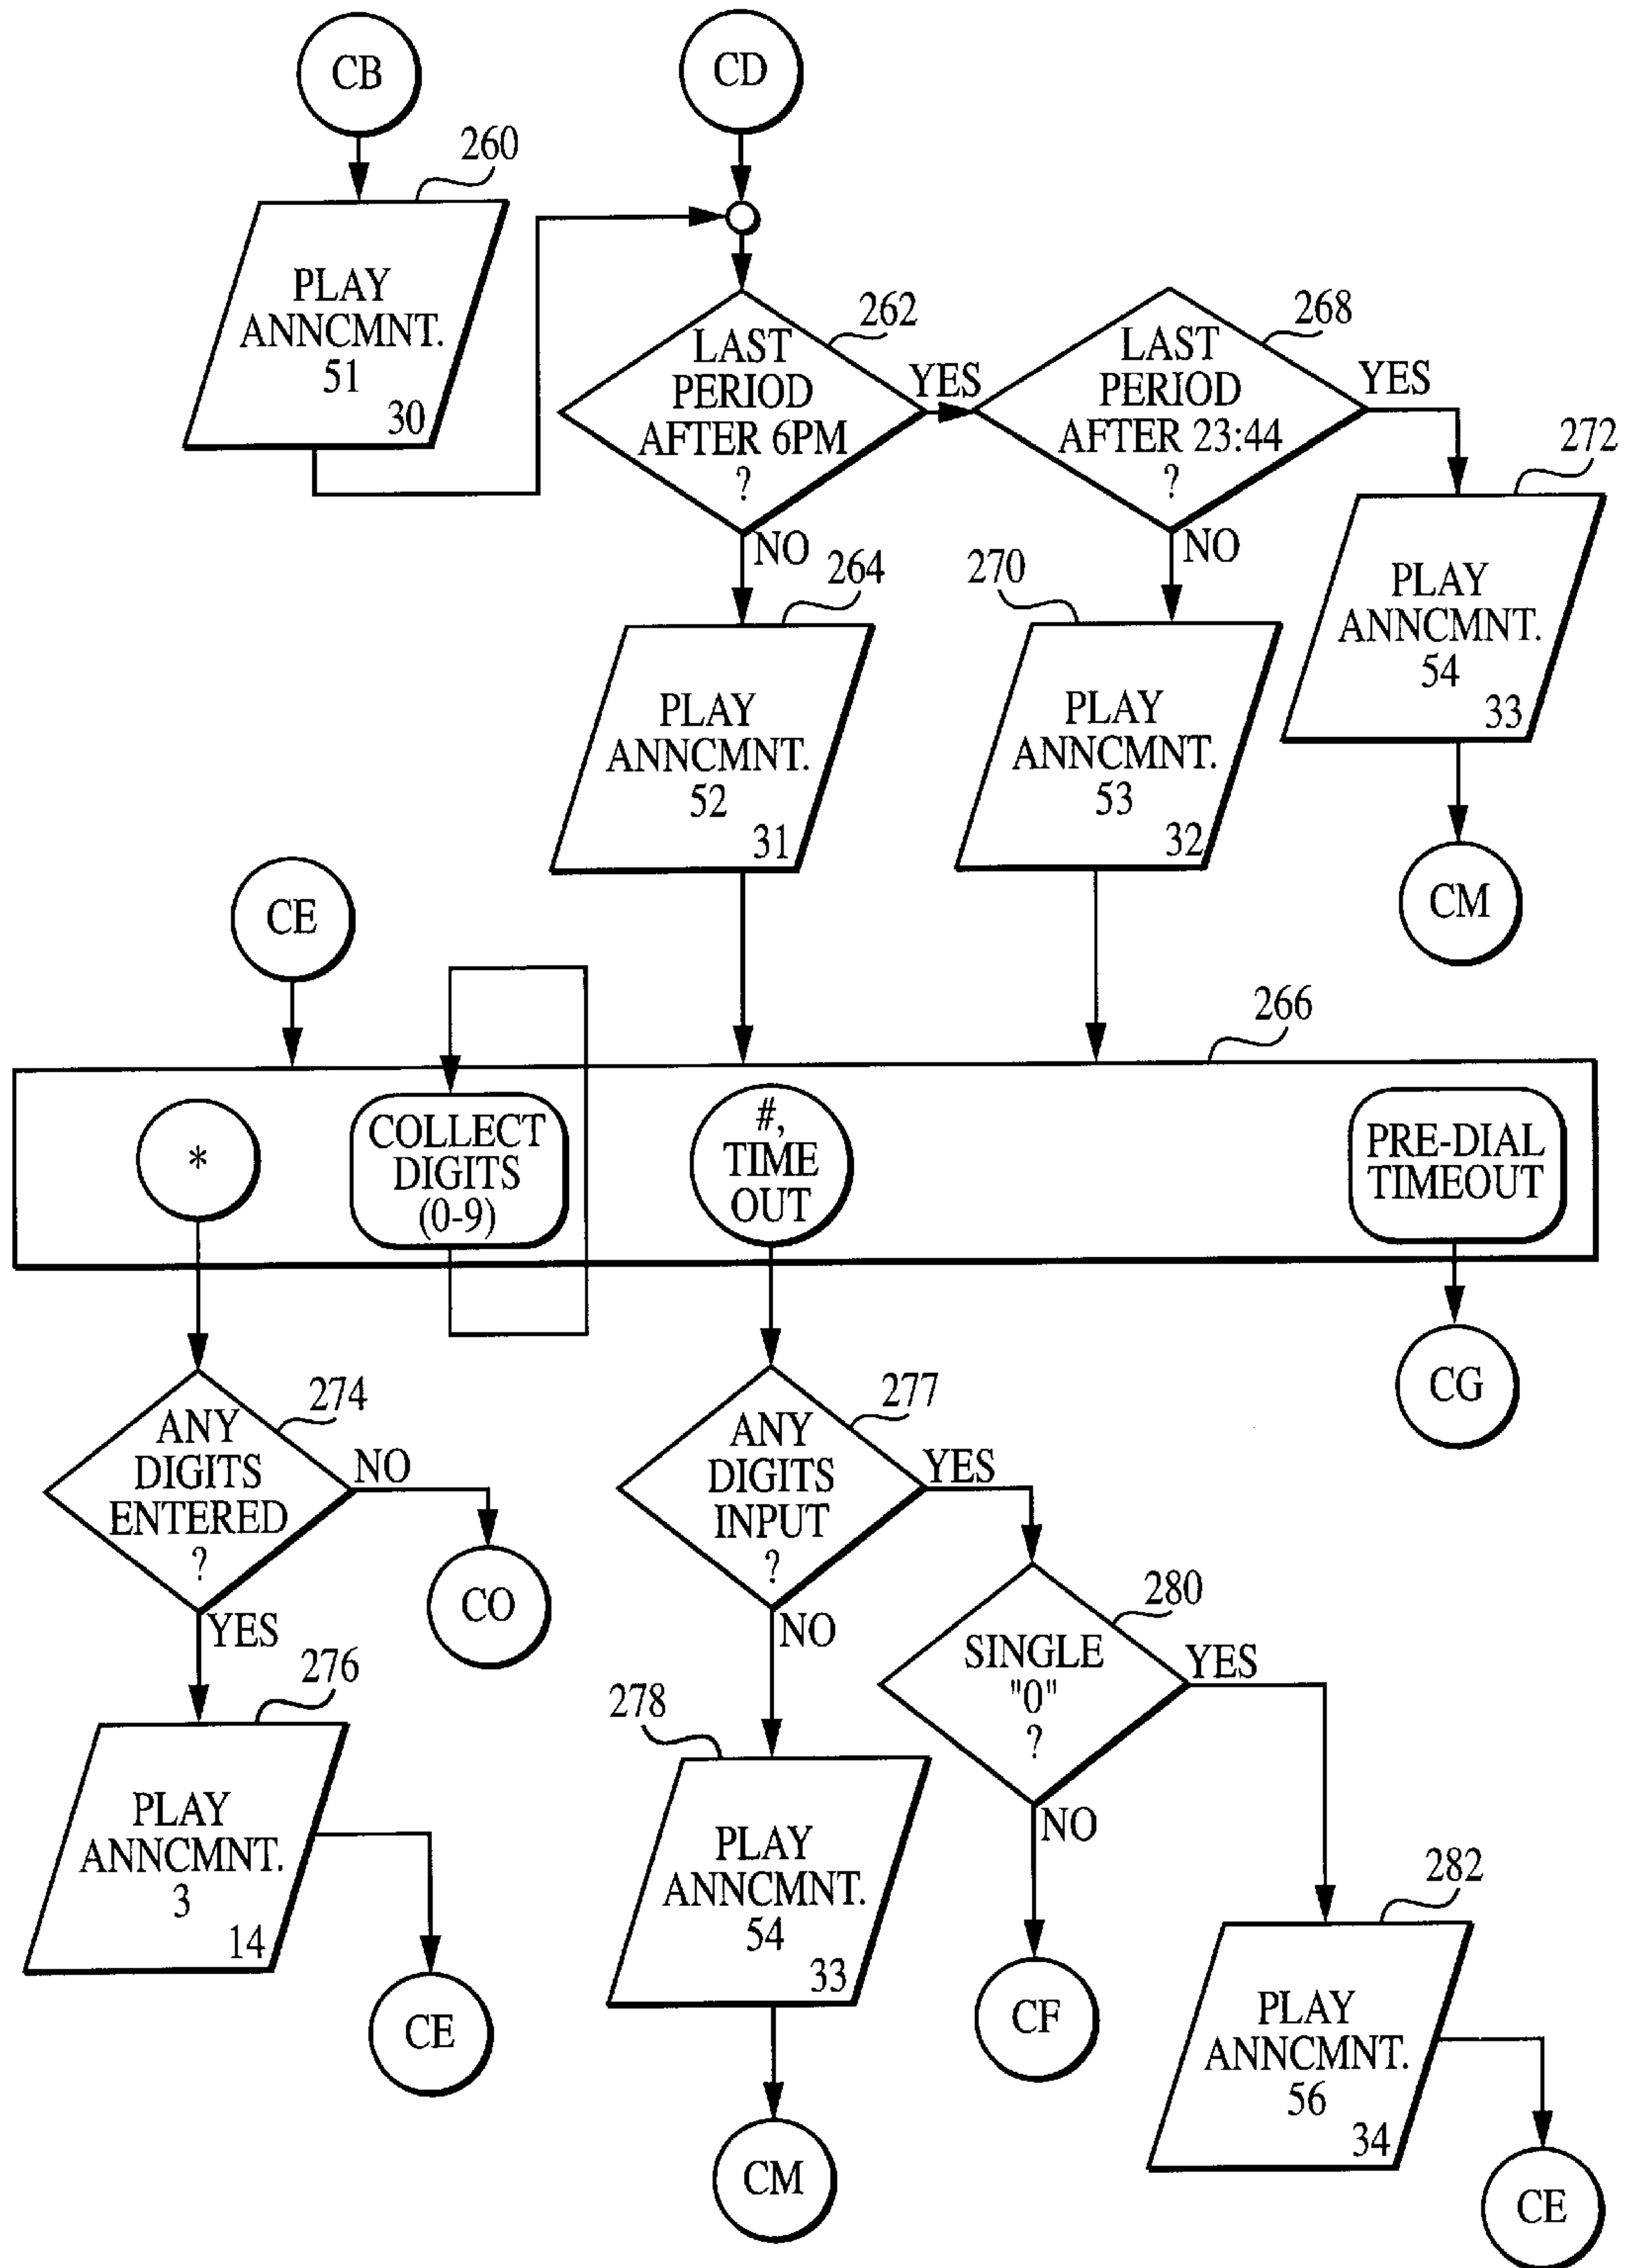 CB
CD
260
PLAY
ANNCMNT.
51
30
262
LAST
PERIOD
AFTER 6PM
?
YES
NO
268
LAST
PERIOD
AFTER 23:44
?
YES
NO
272
PLAY
ANNCMNT.
54
33
CM
264
PLAY
ANNCMNT.
52
31
270
PLAY
ANNCMNT.
53
32
CE
266
*
COLLECT
DIGITS
(0-9)
#,
TIME
OUT
PRE-DIAL
TIMEOUT
CG
274
ANY
DIGITS
ENTERED
?
NO
CO
YES
276
PLAY
ANNCMNT.
3
14
CE
277
ANY
DIGITS
INPUT
?
YES
NO
278
PLAY
ANNCMNT.
54
33
CM
280
SINGLE
"0"
?
YES
NO
CF
282
PLAY
ANNCMNT.
56
34
CE